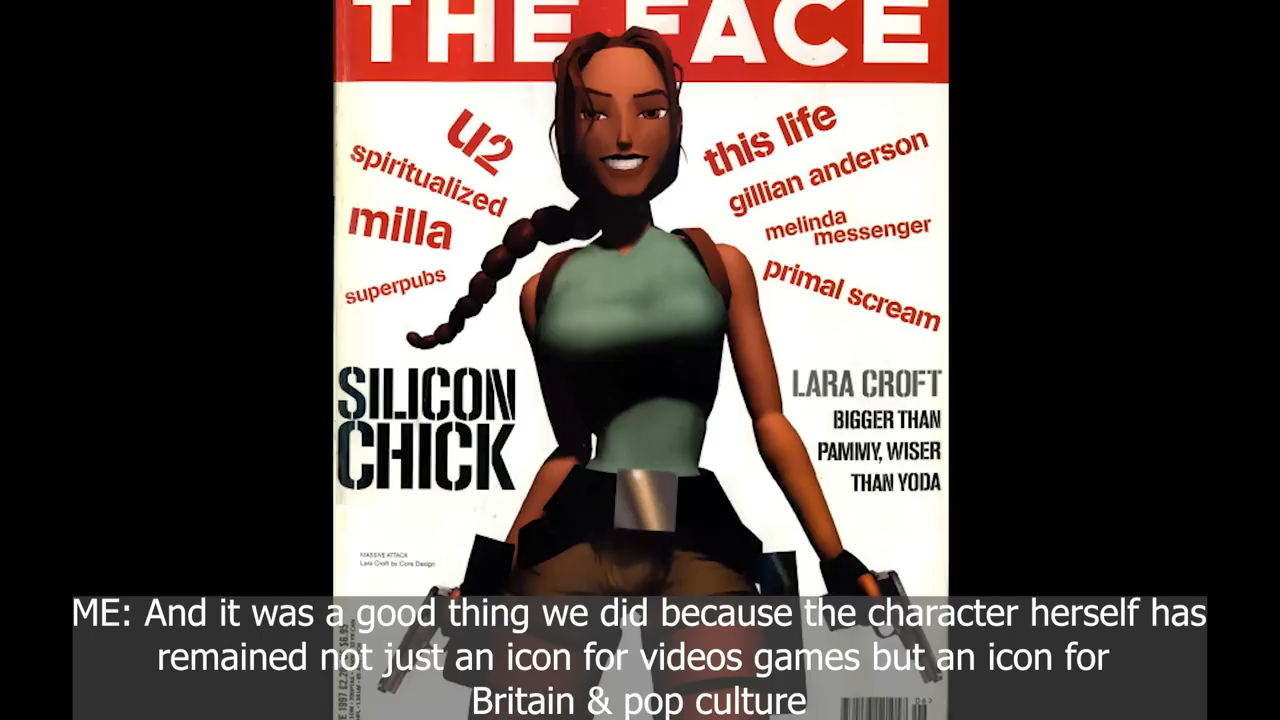 THE FACE
u2
spiritualized
milla
superpubs
this life
gillian anderson
melinda
messenger
primal scream
SILICON
CHICK
LARA CROFT
BIGGER THAN
PAMMY, WISER
THAN YODA
MASSIVE ATTACK
Lara Croft by Core Design
ME: And it was a good thing we did because the character herself has
remained not just an icon for videos games but an icon for
Britain & pop culture